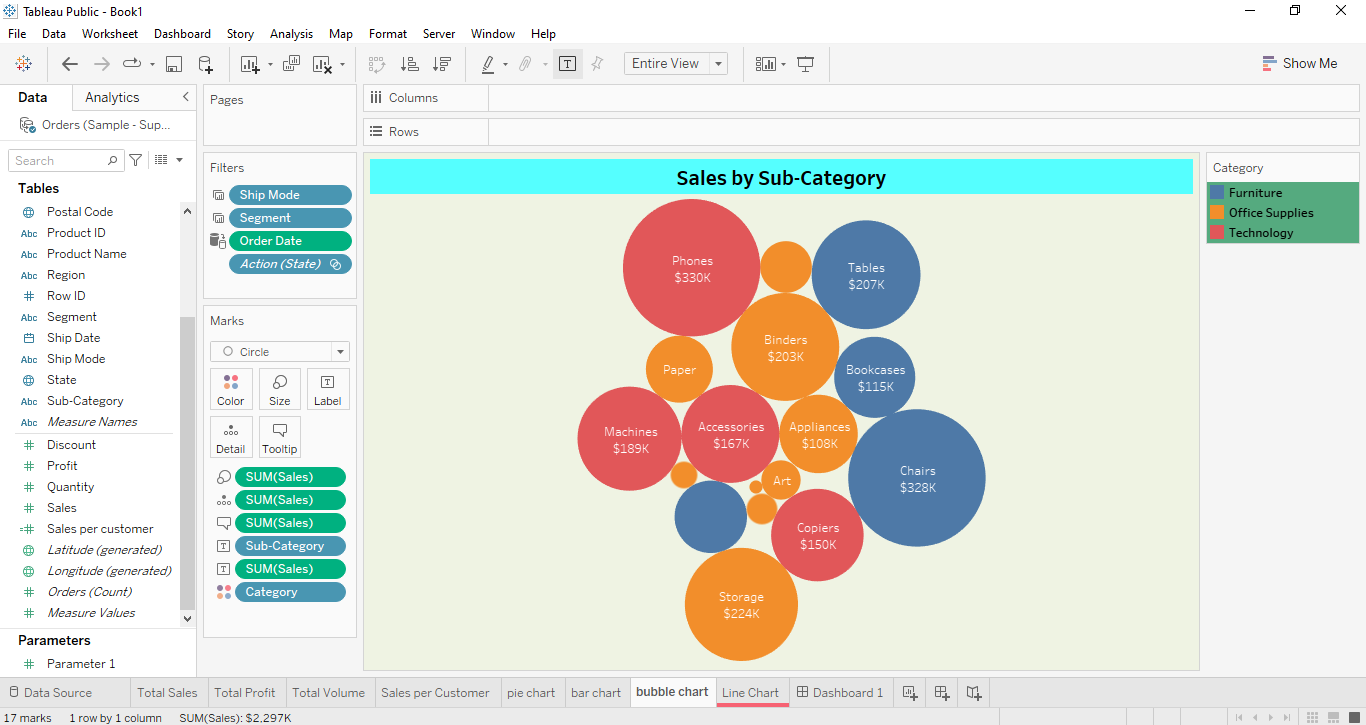 Tableau Public - Book1
File Data Worksheet Dashboard Story Analysis Map Format Server Window Help
Entire View
Show Me
Data Analytics
Orders (Sample - Sup...
Search
Tables
Postal Code
Abc Product ID
Abc Product Name
Abc Region
Row ID
Abc Segment
Ship Date
Abc Ship Mode
State
Abc Sub-Category
Abc Measure Names
Discount
Profit
Quantity
Sales
Sales per customer
Latitude (generated)
Longitude (generated)
Orders (Count)
Measure Values
Parameters
Parameter 1
Pages
Filters
Ship Mode
Segment
Order Date
Action (State)
Marks
Circle
Color Size Label
Detail Tooltip
SUM(Sales)
SUM(Sales)
SUM(Sales)
Sub-Category
SUM(Sales)
Category
Columns
Rows
Sales by Sub-Category
Phones
$330K
Tables
$207K
Binders
$203K
Paper
Bookcases
$115K
Machines
$189K
Accessories
$167K
Appliances
$108K
Chairs
$328K
Art
Copiers
$150K
Storage
$224K
Category
Furniture
Office Supplies
Technology
Data Source Total Sales Total Profit Total Volume Sales per Customer pie chart bar chart bubble chart Line Chart Dashboard 1
17 marks 1 row by 1 column SUM(Sales): $2,297K